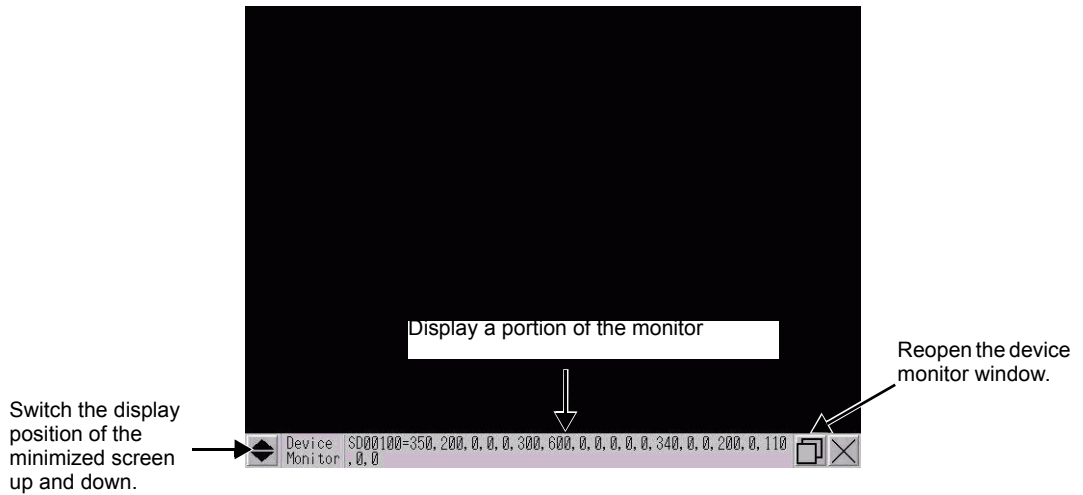 Display a portion of the monitor
Reopen the device
monitor window.
Switch the display
position of the
minimized screen
up and down.
Device
Monitor
SD00100=350,200,0,0,0,300,600,0,0,0,0,0,340,0,0,200,0,110
,0,0